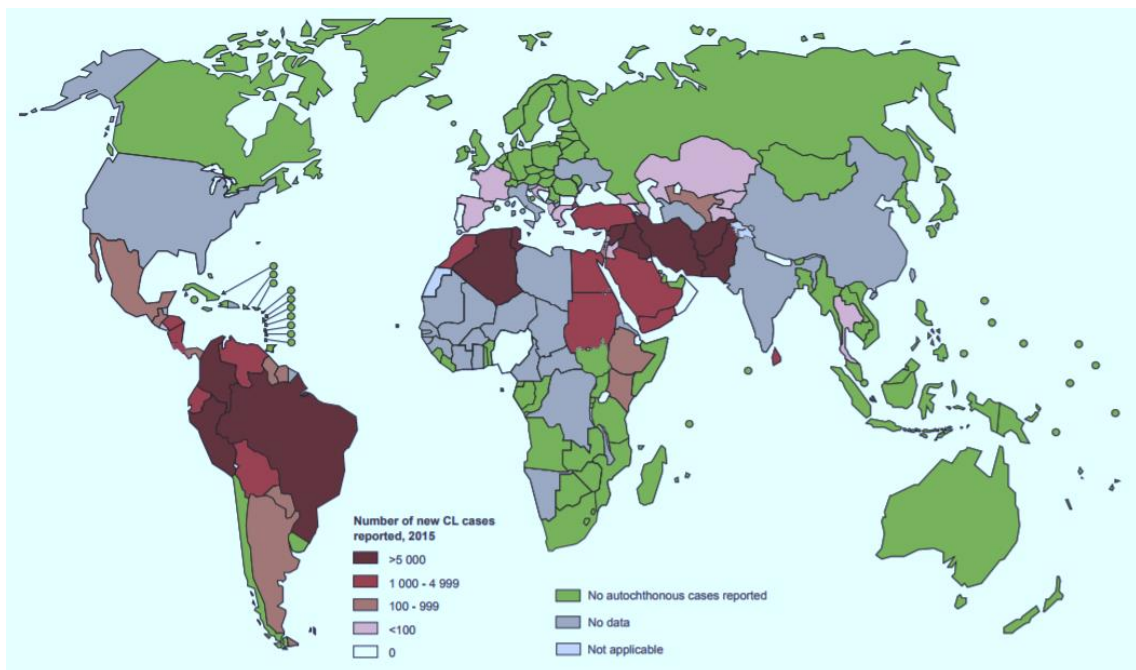 Number of new CL cases
reported, 2015
>5 000
1 000 - 4 999
100 - 999
<100
0
No autochthonous cases reported
No data
Not applicable